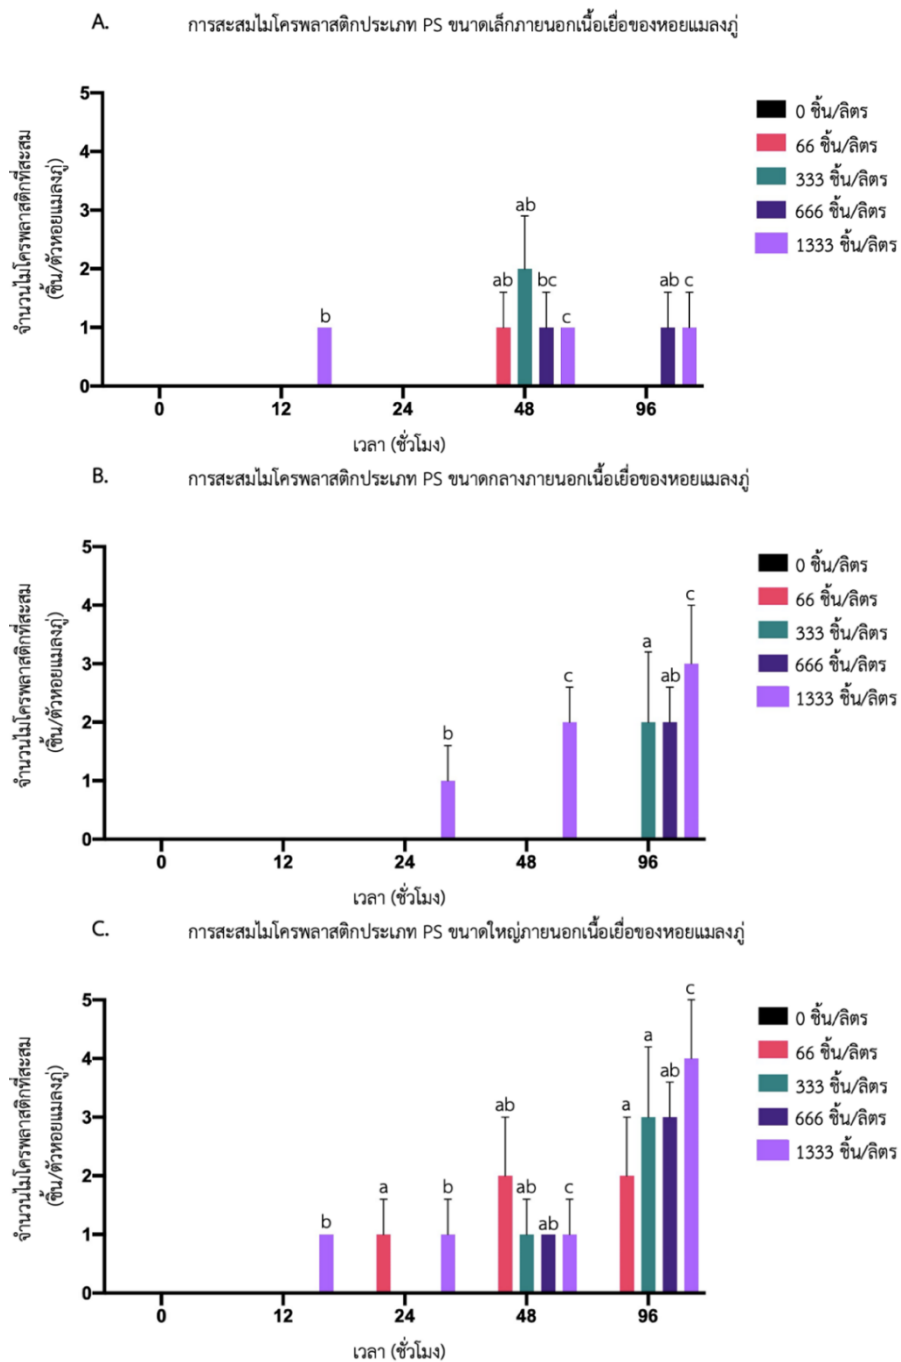 A. การสะสมไมโครพลาสติกประเภท PS ขนาดเล็กภายนอกเนื้อเยื่อของหอยแมลงภู่
จำนวนไมโครพลาสติกที่สะสม
(ชิ้น/ตัวหอยแมลงภู่)
5
4
3
2
1
0
b
ab
ab
bc
c
ab
c
0 ชิ้น/ลิตร
66 ชิ้น/ลิตร
333 ชิ้น/ลิตร
666 ชิ้น/ลิตร
1333 ชิ้น/ลิตร
0 12 24 48 96
เวลา (ชั่วโมง)
B. การสะสมไมโครพลาสติกประเภท PS ขนาดกลางภายนอกเนื้อเยื่อของหอยแมลงภู่
จำนวนไมโครพลาสติกที่สะสม
(ชิ้น/ตัวหอยแมลงภู่)
5
4
3
2
1
0
b
c
a
ab
c
0 ชิ้น/ลิตร
66 ชิ้น/ลิตร
333 ชิ้น/ลิตร
666 ชิ้น/ลิตร
1333 ชิ้น/ลิตร
0 12 24 48 96
เวลา (ชั่วโมง)
C. การสะสมไมโครพลาสติกประเภท PS ขนาดใหญ่ภายนอกเนื้อเยื่อของหอยแมลงภู่
จำนวนไมโครพลาสติกที่สะสม
(ชิ้น/ตัวหอยแมลงภู่)
5
4
3
2
1
0
b
a
b
ab
ab
ab
c
a
a
ab
c
0 ชิ้น/ลิตร
66 ชิ้น/ลิตร
333 ชิ้น/ลิตร
666 ชิ้น/ลิตร
1333 ชิ้น/ลิตร
0 12 24 48 96
เวลา (ชั่วโมง)